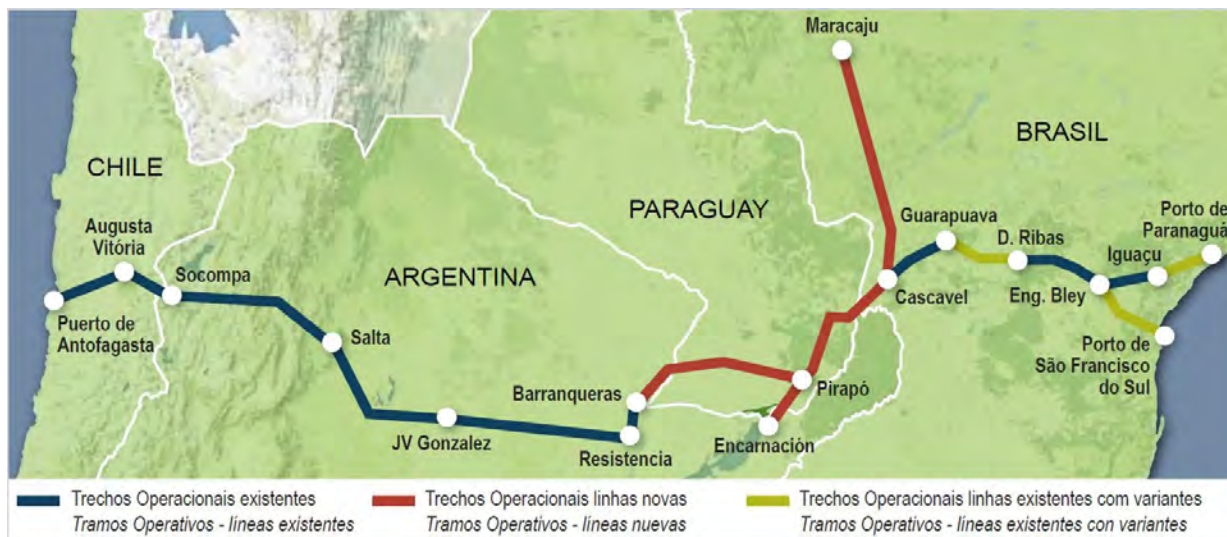 Maracaju
BRASIL
CHILE
PARAGUAY
Guarapuava
Porto de
Paranaguá
Augusta
Vitória
D. Ribas
Iguaçu
Socompa
ARGENTINA
Cascavel
Eng. Bley
Puerto de
Antofagasta
Salta
Porto de
São Francisco
do Sul
Barranqueras
Pirapó
JV Gonzalez
Resistencia
Encarnación
Trechos Operacionais existentes
Tramos Operativos - líneas existentes
Trechos Operacionais linhas novas
Tramos Operativos - líneas nuevas
Trechos Operacionais linhas existentes com variantes
Tramos Operativos - líneas existentes con variantes